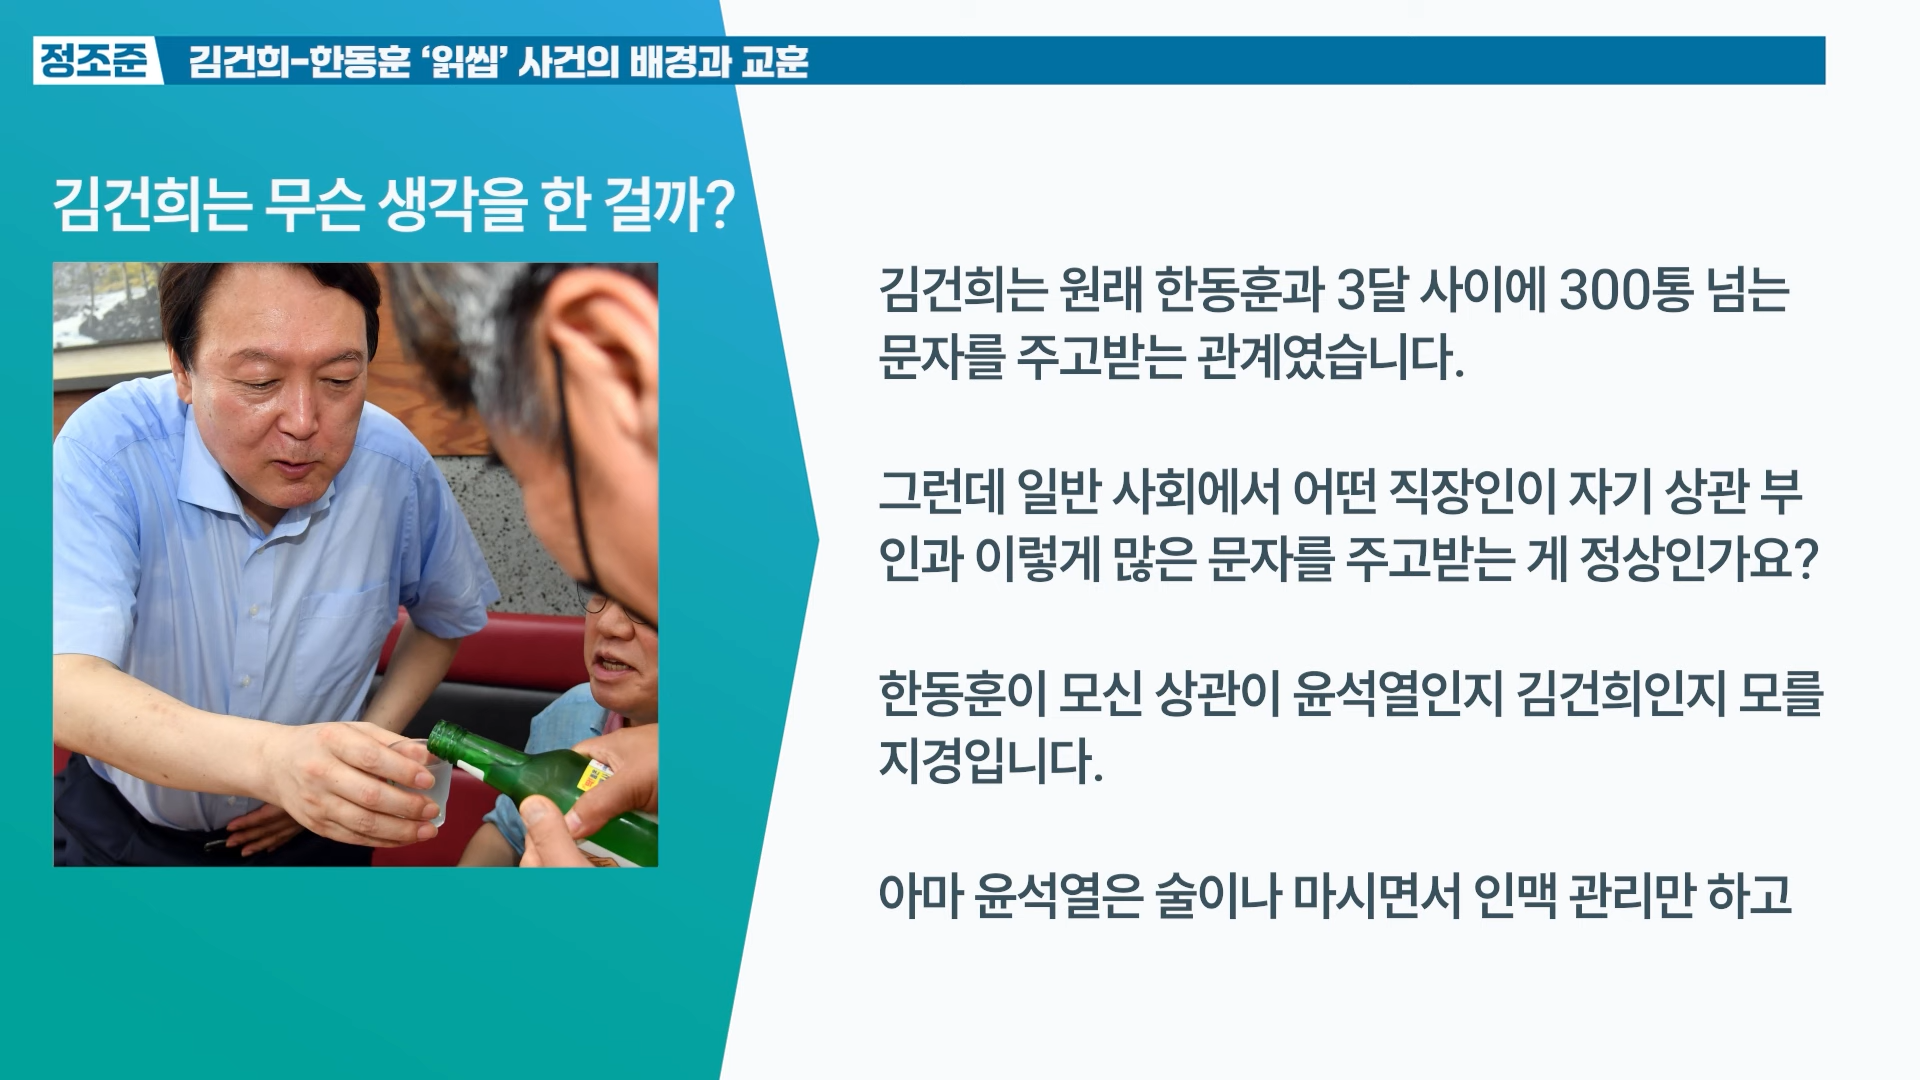 정조준
김건희-한동훈 ‘읽씹’ 사건의 배경과 교훈
김건희는 무슨 생각을 한 걸까?
김건희는 원래 한동훈과 3달 사이에 300통 넘는
문자를 주고받는 관계였습니다.
그런데 일반 사회에서 어떤 직장인이 자기 상관 부
인과 이렇게 많은 문자를 주고받는 게 정상인가요?
한동훈이 모신 상관이 윤석열인지 김건희인지 모를
지경입니다.
아마 윤석열은 술이나 마시면서 인맥 관리만 하고